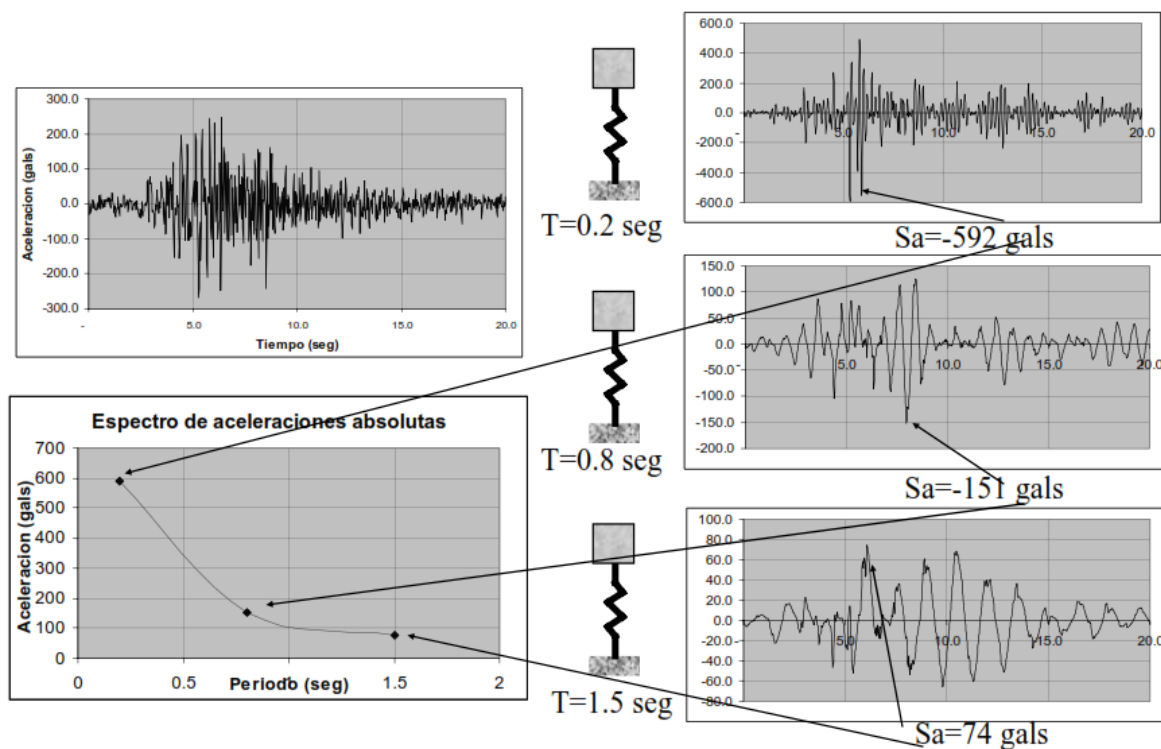 300.0
200.0
100.0
0.0
-100.0
-200.0
-300.0
Aceleracion (gals)
- 5.0 10.0 15.0 20.0
Tiempo (seg)
T=0.2 seg
600.0
400.0
200.0
0.0
-200.0
-400.0
-600.0
- 5.0 10.0 15.0 20.0
Sa=-592 gals
T=0.8 seg
150.0
100.0
50.0
0.0
-50.0
-100.0
-150.0
-200.0
- 5.0 10.0 15.0 20.0
Sa=-151 gals
Espectro de aceleraciones absolutas
700
600
500
400
300
200
100
0
Aceleracion (gals)
0 0.5 1 1.5 2
Periodo (seg)
T=1.5 seg
100.0
80.0
60.0
40.0
20.0
0.0
-20.0
-40.0
-60.0
-80.0
- 5.0 10.0 15.0 20.0
Sa=74 gals